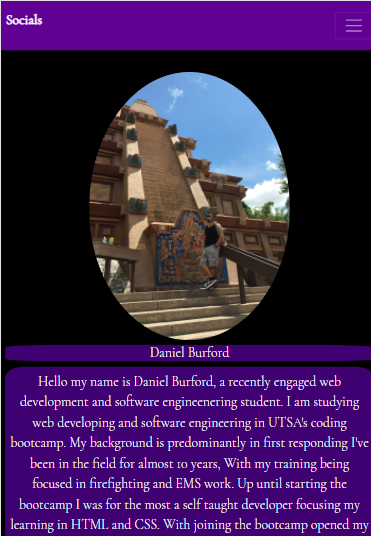 Socials
Daniel Burford
Hello my name is Daniel Burford, a recently engaged web
development and software engineenering student. I am studying
web developing and software engineering in UTSA's coding
bootcamp. My background is predominantly in first responding I've
been in the field for almost 10 years, With my training being
focused in firefighting and EMS work. Up until starting the
bootcamp I was for the most a self taught developer focusing my
learning in HTML and CSS. With joining the bootcamp opened my